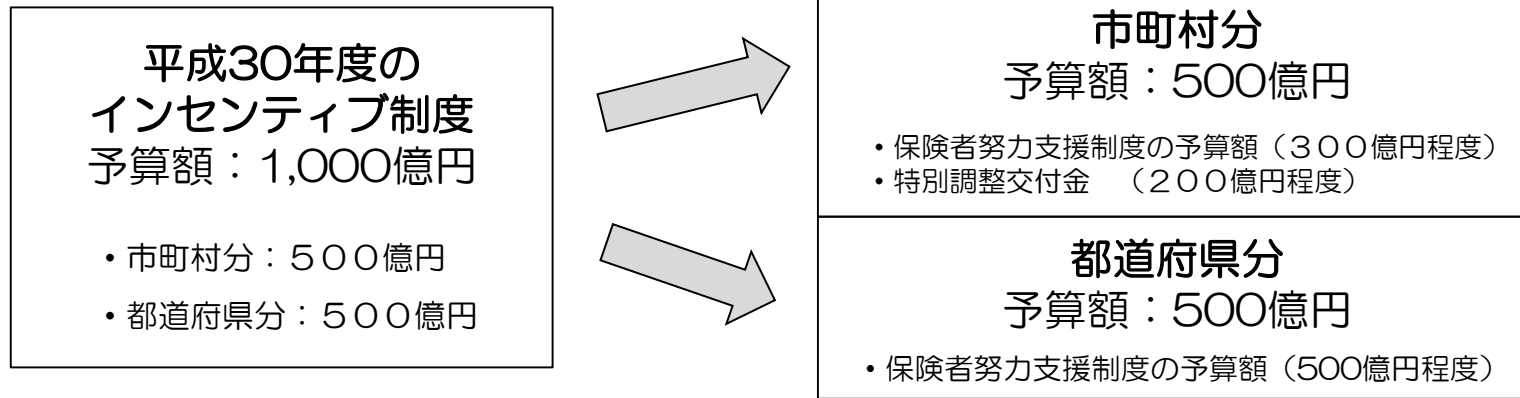 平成30年度の
インセンティブ制度
予算額：1,000億円
・市町村分：５００億円
・都道府県分：５００億円
市町村分
予算額：500億円
・保険者努力支援制度の予算額（３００億円程度）
・特別調整交付金　（２００億円程度）
都道府県分
予算額：500億円
・保険者努力支援制度の予算額（500億円程度）